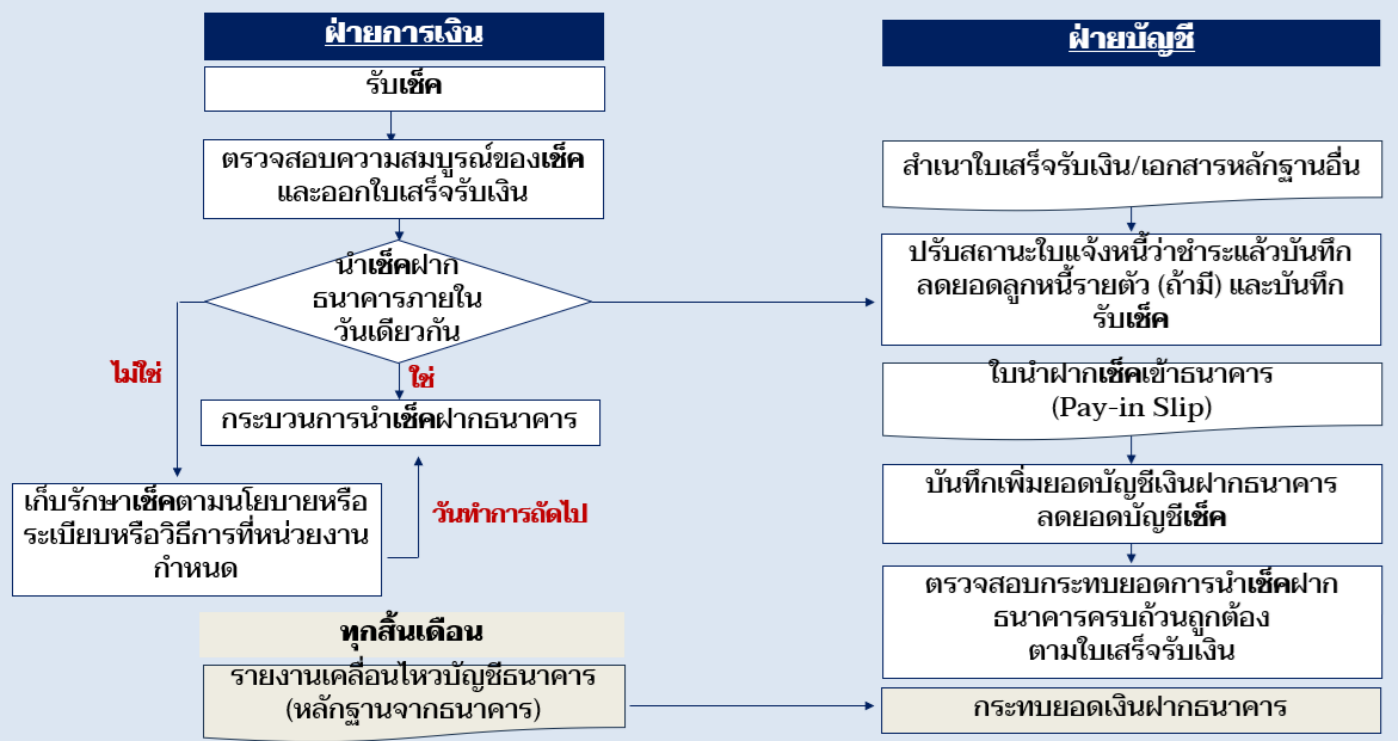 ฝ่ายการเงิน
รับเช็ค
ตรวจสอบความสมบูรณ์ของเช็ค
และออกใบเสร็จรับเงิน
นำเช็คฝาก
ธนาคารภายใน
วันเดียวกัน
ไม่ใช่
ใช่
กระบวนการนำเช็คฝากธนาคาร
เก็บรักษาเช็คตามนโยบายหรือ
ระเบียบหรือวิธีการที่หน่วยงาน
กำหนด
วันทำการถัดไป
ทุกสิ้นเดือน
รายงานเคลื่อนไหวบัญชีธนาคาร
(หลักฐานจากธนาคาร)
ฝ่ายบัญชี
สำเนาใบเสร็จรับเงิน/เอกสารหลักฐานอื่น
ปรับสถานะใบแจ้งหนี้ว่าชำระแล้วบันทึก
ลดยอดลูกหนี้รายตัว (ถ้ามี) และบันทึก
รับเช็ค
ใบนำฝากเช็คเข้าธนาคาร
(Pay-in Slip)
บันทึกเพิ่มยอดบัญชีเงินฝากธนาคาร
ลดยอดบัญชีเช็ค
ตรวจสอบกระทบยอดการนำเช็คฝาก
ธนาคารครบถ้วนถูกต้อง
ตามใบเสร็จรับเงิน
กระทบยอดเงินฝากธนาคาร